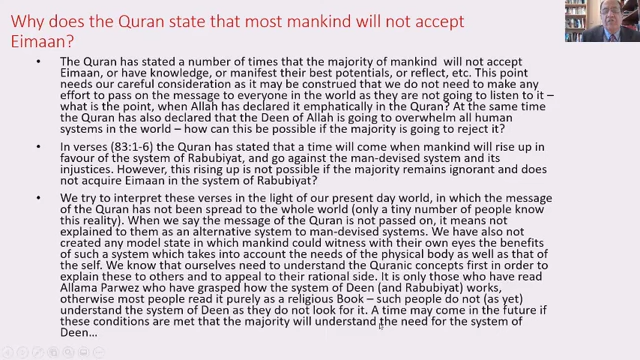 Why does the Quran state that most mankind will not accept
Eimaan?
• The Quran has stated a number of times that the majority of mankind will not accept
Eimaan, or have knowledge, or manifest their best potentials, or reflect, etc. This point
needs our careful consideration as it may be construed that we do not need to make any
effort to pass on the message to everyone in the world as they are not going to listen to it –
what is the point, when Allah has declared it emphatically in the Quran? At the same time
the Quran has also declared that the Deen of Allah is going to overwhelm all human
systems in the world – how can this be possible if the majority is going to reject it?
• In verses (83:1-6) the Quran has stated that a time will come when mankind will rise up in
favour of the system of Rabubiyat, and go against the man-devised system and its
injustices. However, this rising up is not possible if the majority remains ignorant and does
not acquire Eimaan in the system of Rabubiyat?
• We try to interpret these verses in the light of our present day world, in which the message
of the Quran has not been spread to the whole world (only a tiny number of people know
this reality). When we say the message of the Quran is not passed on, it means not
explained to them as an alternative system to man-devised systems. We have also not
created any model state in which mankind could witness with their own eyes the benefits
of such a system which takes into account the needs of the physical body as well as that of
the self. We know that ourselves need to understand the Quranic concepts first in order to
explain these to others and to appeal to their rational side. It is only those who have read
Allama Parwez who have grasped how the system of Deen (and Rabubiyat) works,
otherwise most people read it purely as a religious Book – such people do not (as yet)
understand the system of Deen as they do not look for it. A time may come in the future if
these conditions are met that the majority will understand the need for the system of
Deen...